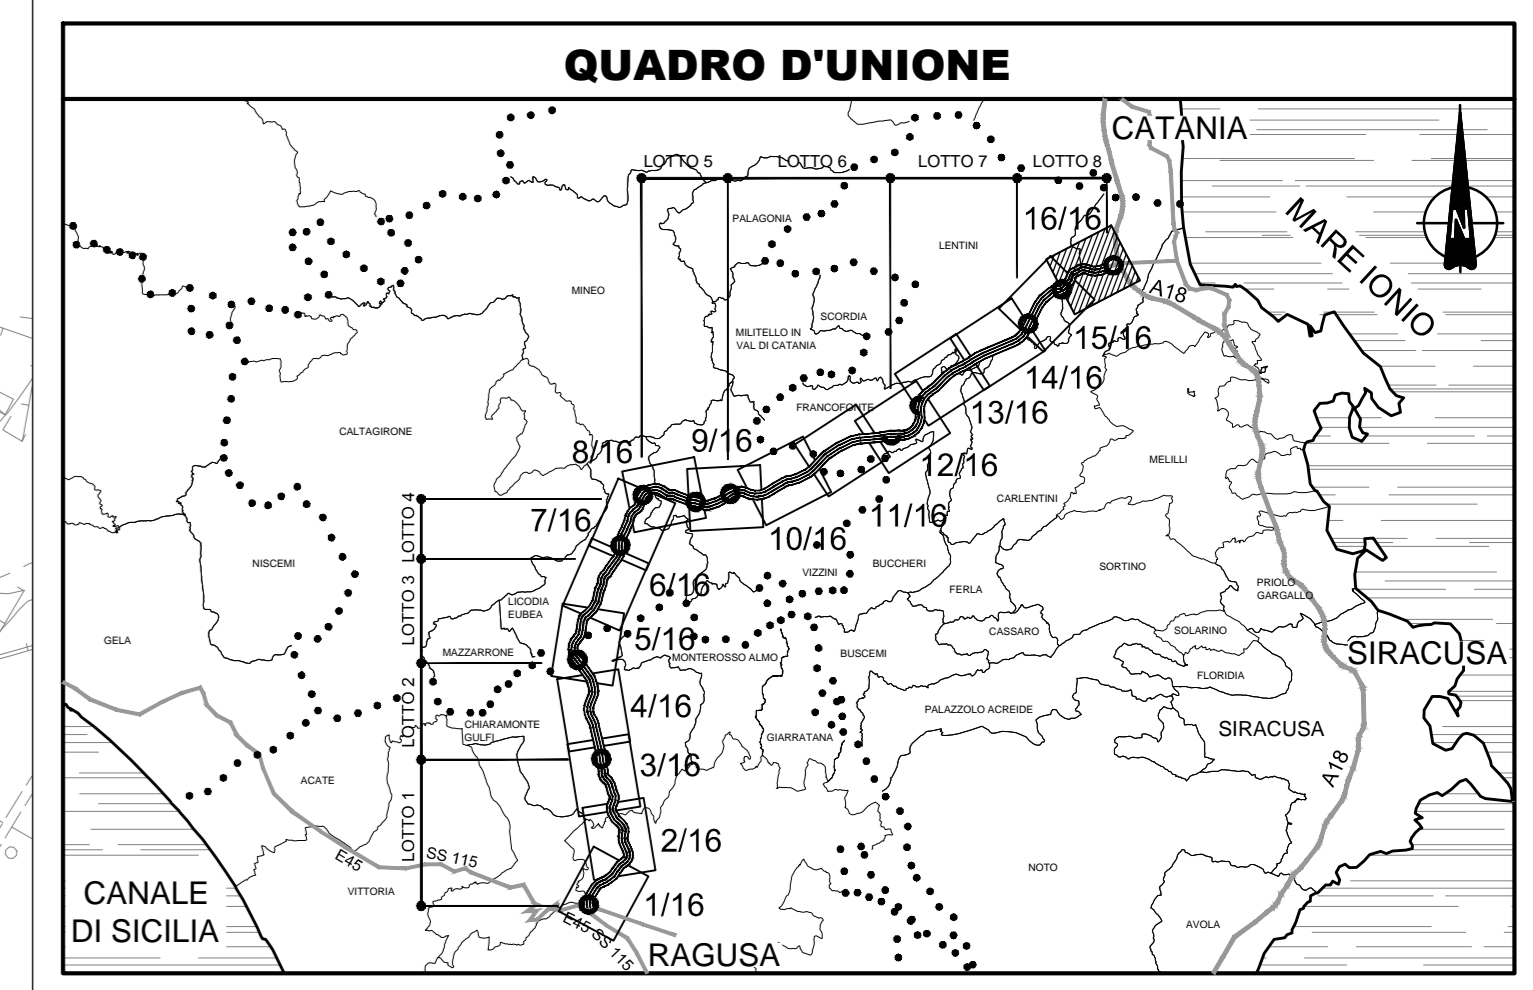 QUADRO D'UNIONE
CATANIA
LOTTO 5
LOTTO 6
LOTTO 7
LOTTO 8
16/16
PALAGONIA
LENTINI
MARE IONIO
N
MINEO
A18
SCORDIA
MILITELLO IN
VAL DI CATANIA
15/16
14/16
FRANCOFONTE
13/16
CALTAGIRONE
9/16
8/16
12/16
MELILLI
CARLENTINI
LOTTO 4
7/16
11/16
10/16
NISCEMI
VIZZINI
BUCCHERI
SORTINO
FERLA
PRIOLO
GARGALLO
6/16
LOTTO 3
LICODIA
EUBEA
GELA
5/16
CASSARO
SOLARINO
MAZZARRONE
MONTEROSSO ALMO
BUSCEMI
SIRACUSA
FLORIDIA
LOTTO 2
4/16
PALAZZOLO ACREIDE
CHIARAMONTE
GULFI
GIARRATANA
SIRACUSA
3/16
A18
ACATE
LOTTO 1
2/16
E45
SS 115
NOTO
VITTORIA
CANALE
DI SICILIA
1/16
AVOLA
E45 SS 115
RAGUSA